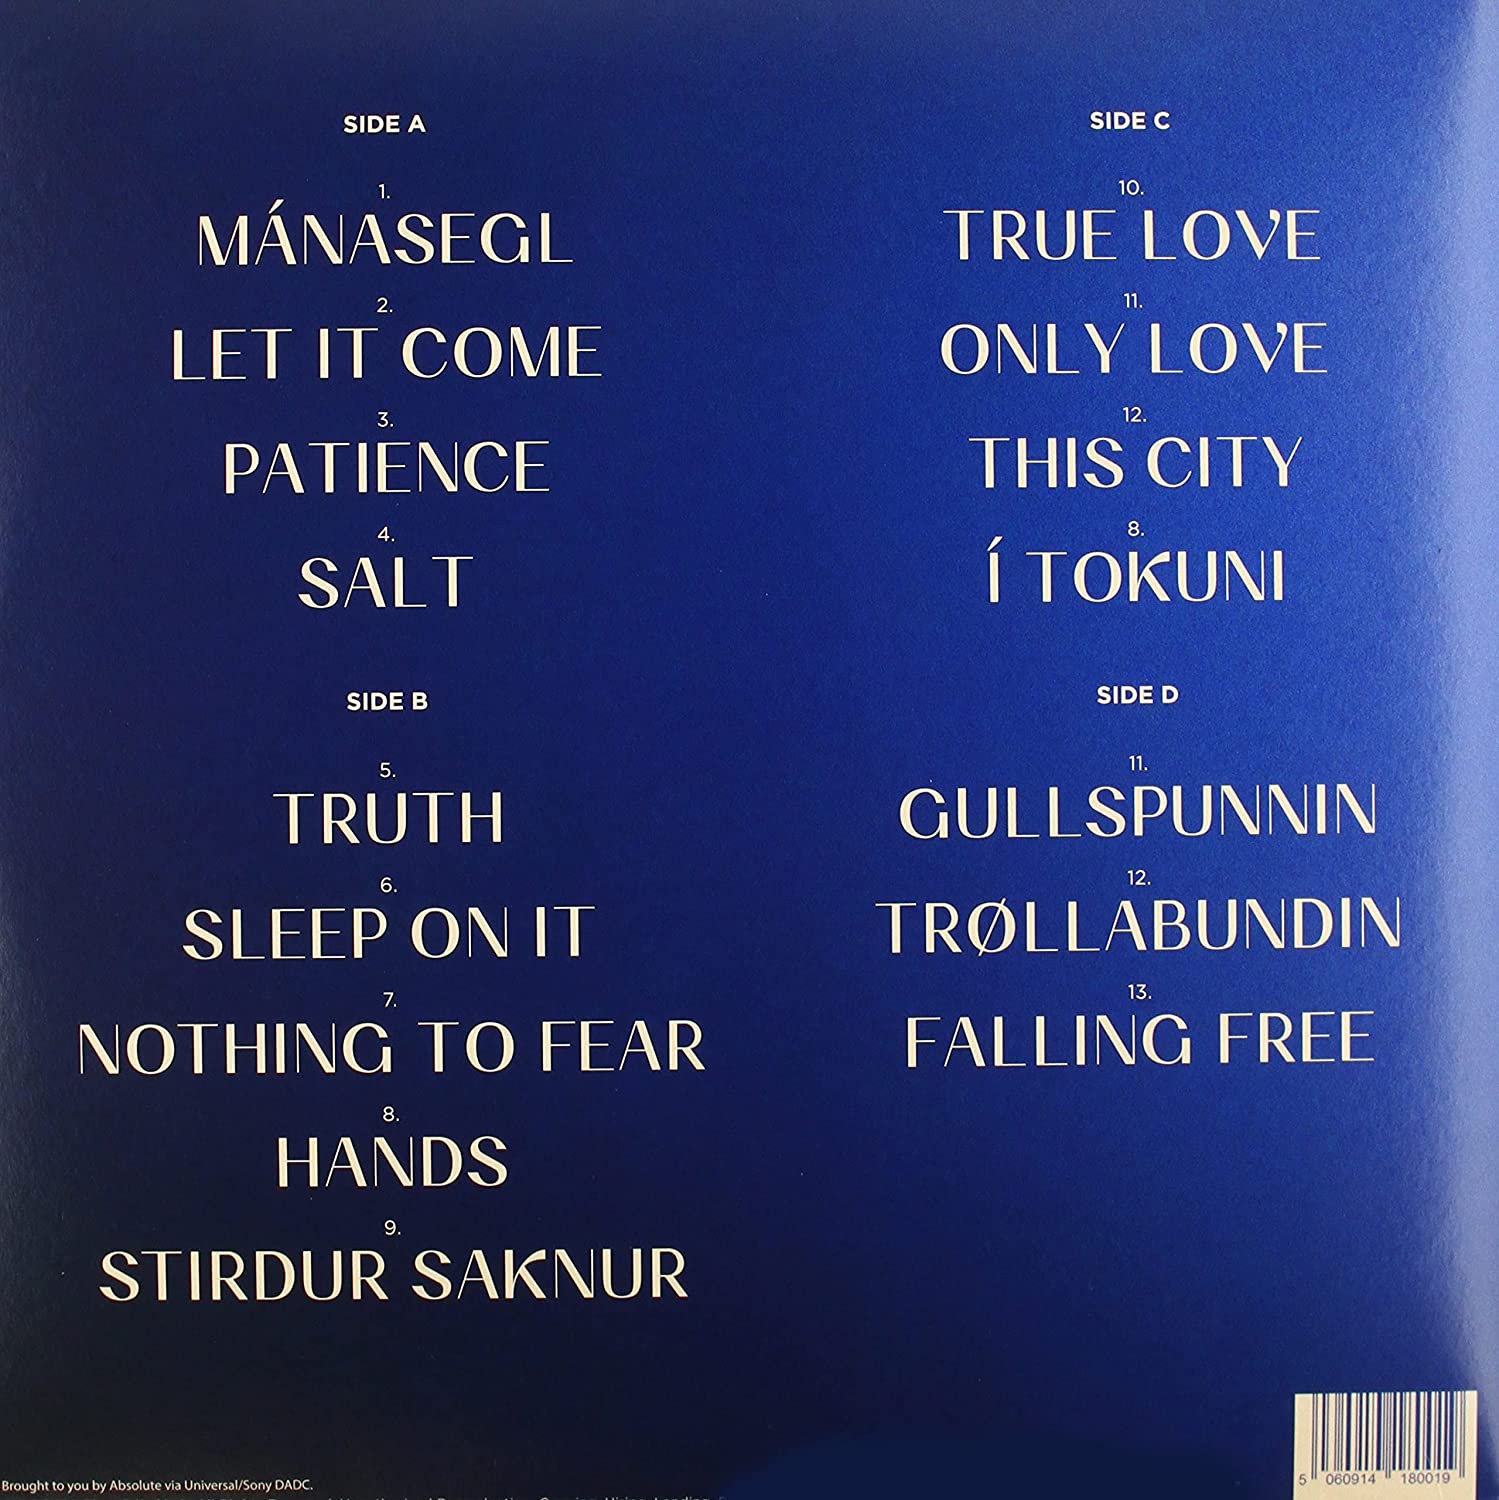 SIDE A
1.
MÁNASEGL
2.
LET IT COME
3.
PATIENCE
4.
SALT
SIDE B
5.
TRUTH
6.
SLEEP ON IT
7.
NOTHING TO FEAR
8.
HANDS
9.
STIRDUR SAKNUR
SIDE C
10.
TRUE LOVE
11.
ONLY LOVE
12.
THIS CITY
8.
Í TOKUNI
SIDE D
11.
GULLSPUNNIN
12.
TRØLLABUNDIN
13.
FALLING FREE
Brought to you by Absolute via Universal/Sony DADC.
5 060914 180019